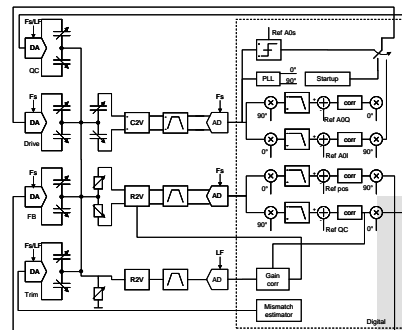 Fs/LF
DA
QC
Ref A0s
PLL
0°
90°
Startup
Fs
DA
Drive
C2V
Fs
AD
90°
corr
0°
Ref A0Q
0°
corr
90°
Ref A0I
Fs
DA
FB
R2V
Fs
AD
0°
corr
90°
Ref pos
90°
corr
0°
Ref QC
Fs/LF
DA
Trim
R2V
LF
AD
Gain
corr
Mismatch
estimator
Digital